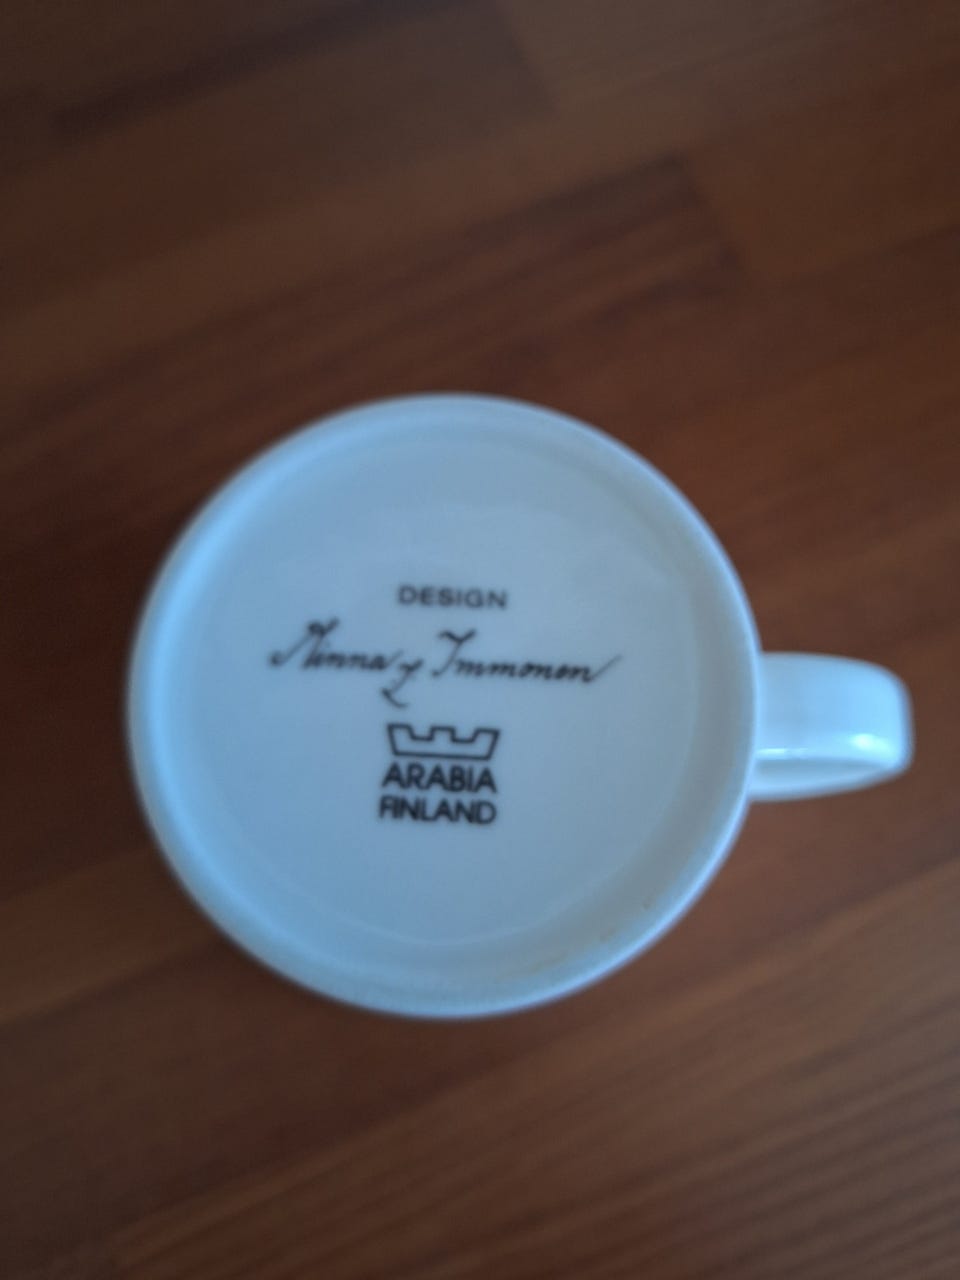 DESIGN
Minna L Immonen
ARABIA
FINLAND